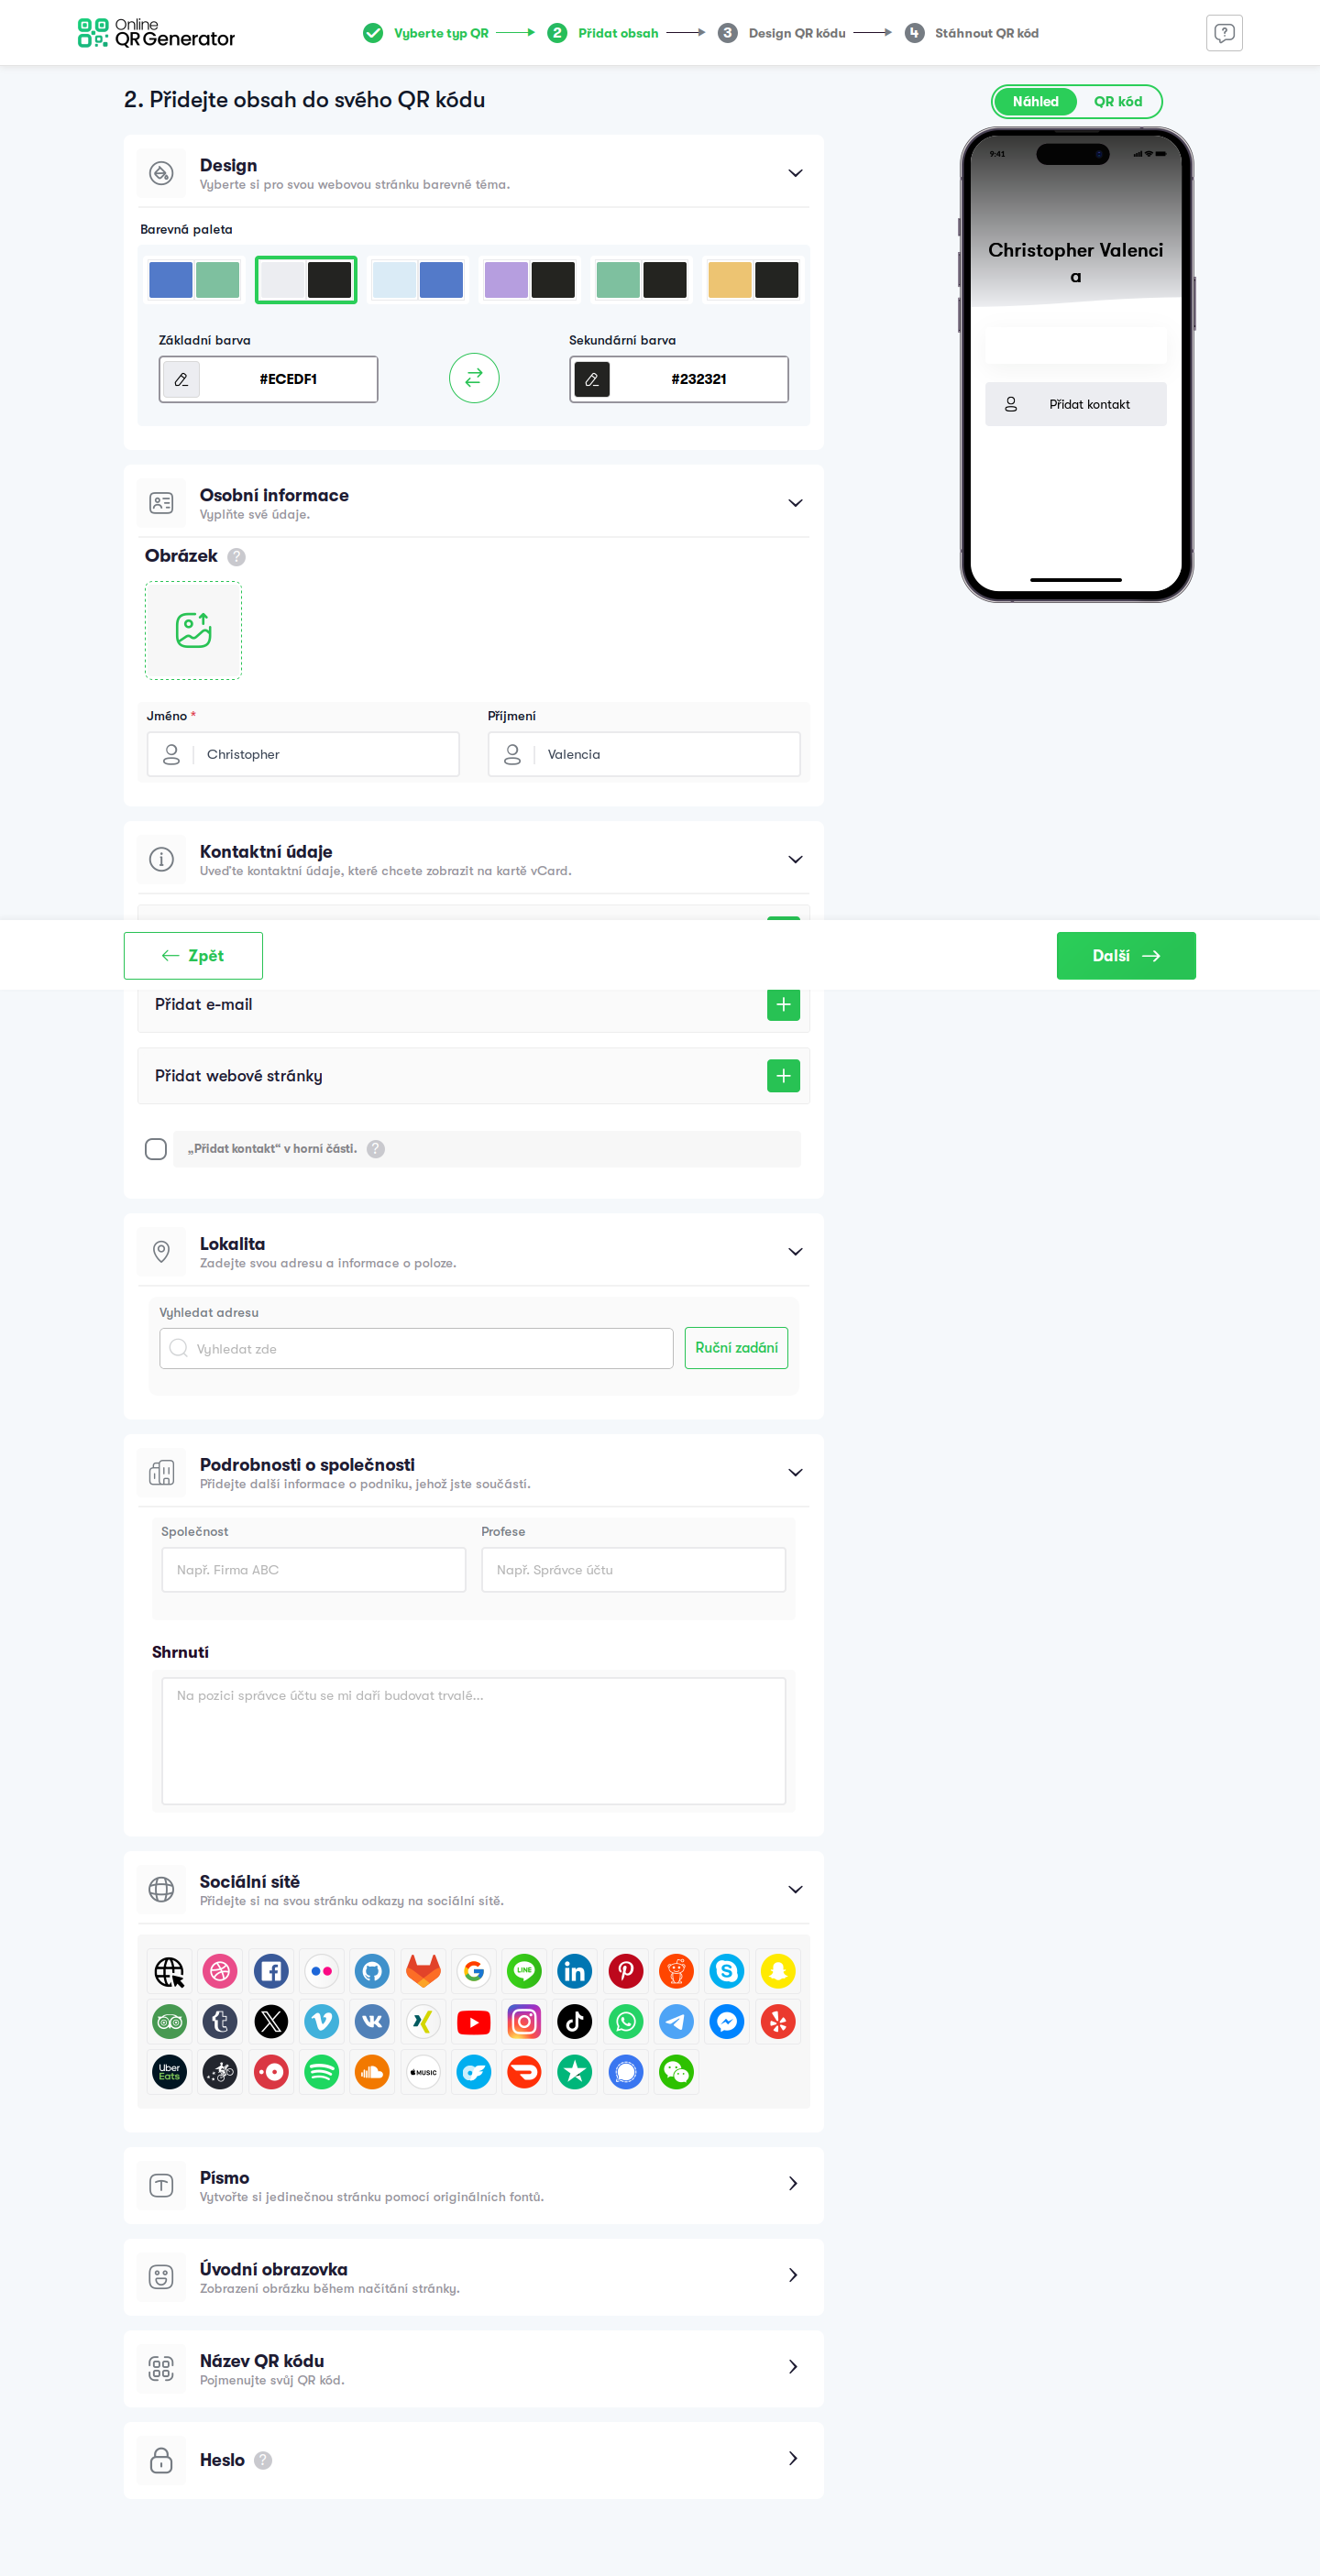 Online
QR Generator
Vyberte typ QR
2 Přidat obsah
3 Design QR kódu
4 Stáhnout QR kód
2. Přidejte obsah do svého QR kódu
Náhled
QR kód
Design
Vyberte si pro svou webovou stránku barevné téma.
Barevná paleta
Základní barva
Sekundární barva
#ECEDF1
#232321
9:41
Christopher Valenci
a
Přidat kontakt
Osobní informace
Vyplňte své údaje.
Obrázek ?
Jméno *
Příjmení
Christopher
Valencia
Kontaktní údaje
Uveďte kontaktní údaje, které chcete zobrazit na kartě vCard.
Zpět
Další
Přidat e-mail
Přidat webové stránky
„Přidat kontakt“ v horní části. ?
Lokalita
Zadejte svou adresu a informace o poloze.
Vyhledat adresu
Vyhledat zde
Ruční zadání
Podrobnosti o společnosti
Přidejte další informace o podniku, jehož jste součástí.
Společnost
Profese
Např. Firma ABC
Např. Správce účtu
Shrnutí
Na pozici správce účtu se mi daří budovat trvalé...
Sociální sítě
Přidejte si na svou stránku odkazy na sociální sítě.
LINE
Uber
Eats
MUSIC
Písmo
Vytvořte si jedinečnou stránku pomocí originálních fontů.
Úvodní obrazovka
Zobrazení obrázku během načítání stránky.
Název QR kódu
Pojmenujte svůj QR kód.
Heslo ?